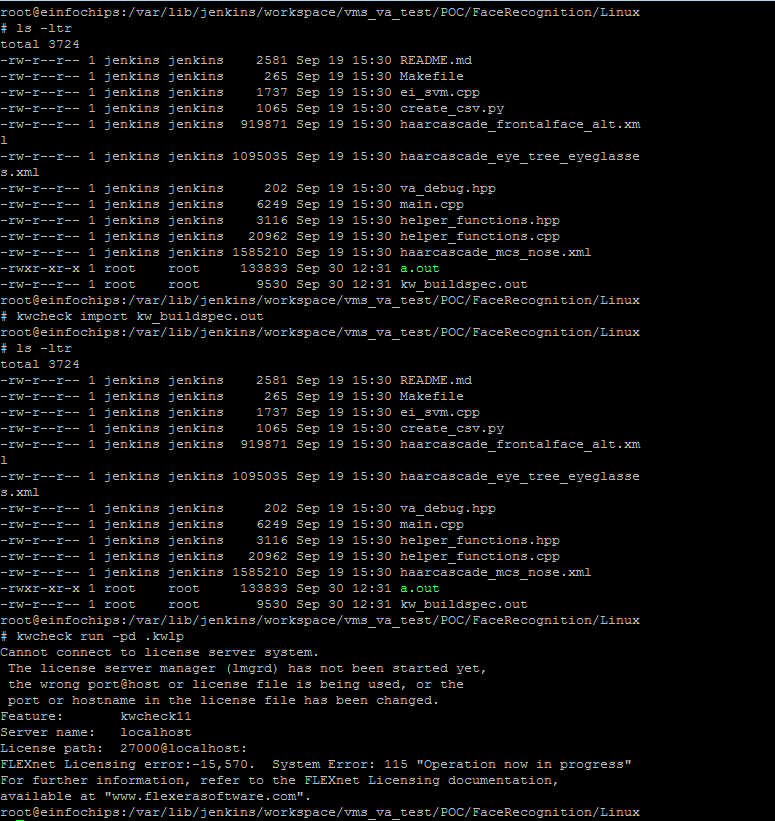 root@einfochips:/var/lib/jenkins/workspace/vms_va_test/POC/FaceRecognition/Linux
# ls -ltr
total 3724
-rw-r--r-- 1 jenkins jenkins    2581 Sep 19 15:30 README.md
-rw-r--r-- 1 jenkins jenkins     265 Sep 19 15:30 Makefile
-rw-r--r-- 1 jenkins jenkins    1737 Sep 19 15:30 ei_svm.cpp
-rw-r--r-- 1 jenkins jenkins    1065 Sep 19 15:30 create_csv.py
-rw-r--r-- 1 jenkins jenkins  919871 Sep 19 15:30 haarcascade_frontalface_alt.xm
l
-rw-r--r-- 1 jenkins jenkins 1095035 Sep 19 15:30 haarcascade_eye_tree_eyeglasse
s.xml
-rw-r--r-- 1 jenkins jenkins     202 Sep 19 15:30 va_debug.hpp
-rw-r--r-- 1 jenkins jenkins    6249 Sep 19 15:30 main.cpp
-rw-r--r-- 1 jenkins jenkins    3116 Sep 19 15:30 helper_functions.hpp
-rw-r--r-- 1 jenkins jenkins   20962 Sep 19 15:30 helper_functions.cpp
-rw-r--r-- 1 jenkins jenkins 1585210 Sep 19 15:30 haarcascade_mcs_nose.xml
-rwxr-xr-x 1 root    root     133833 Sep 30 12:31 a.out
-rw-r--r-- 1 root    root       9530 Sep 30 12:31 kw_buildspec.out
root@einfochips:/var/lib/jenkins/workspace/vms_va_test/POC/FaceRecognition/Linux
# kwcheck import kw_buildspec.out
root@einfochips:/var/lib/jenkins/workspace/vms_va_test/POC/FaceRecognition/Linux
# ls -ltr
total 3724
-rw-r--r-- 1 jenkins jenkins    2581 Sep 19 15:30 README.md
-rw-r--r-- 1 jenkins jenkins     265 Sep 19 15:30 Makefile
-rw-r--r-- 1 jenkins jenkins    1737 Sep 19 15:30 ei_svm.cpp
-rw-r--r-- 1 jenkins jenkins    1065 Sep 19 15:30 create_csv.py
-rw-r--r-- 1 jenkins jenkins  919871 Sep 19 15:30 haarcascade_frontalface_alt.xm
l
-rw-r--r-- 1 jenkins jenkins 1095035 Sep 19 15:30 haarcascade_eye_tree_eyeglasse
s.xml
-rw-r--r-- 1 jenkins jenkins     202 Sep 19 15:30 va_debug.hpp
-rw-r--r-- 1 jenkins jenkins    6249 Sep 19 15:30 main.cpp
-rw-r--r-- 1 jenkins jenkins    3116 Sep 19 15:30 helper_functions.hpp
-rw-r--r-- 1 jenkins jenkins   20962 Sep 19 15:30 helper_functions.cpp
-rw-r--r-- 1 jenkins jenkins 1585210 Sep 19 15:30 haarcascade_mcs_nose.xml
-rwxr-xr-x 1 root    root     133833 Sep 30 12:31 a.out
-rw-r--r-- 1 root    root       9530 Sep 30 12:31 kw_buildspec.out
root@einfochips:/var/lib/jenkins/workspace/vms_va_test/POC/FaceRecognition/Linux
# kwcheck run -pd .kwlp
Cannot connect to license server system.
 The license server manager (lmgrd) has not been started yet,
 the wrong port@host or license file is being used, or the
 port or hostname in the license file has been changed.
Feature:       kwcheck11
Server name:   localhost
License path:  27000@localhost:
FLEXnet Licensing error:-15,570.  System Error: 115 "Operation now in progress"
For further information, refer to the FLEXnet Licensing documentation,
available at "www.flexerasoftware.com".
root@einfochips:/var/lib/jenkins/workspace/vms_va_test/POC/FaceRecognition/Linux